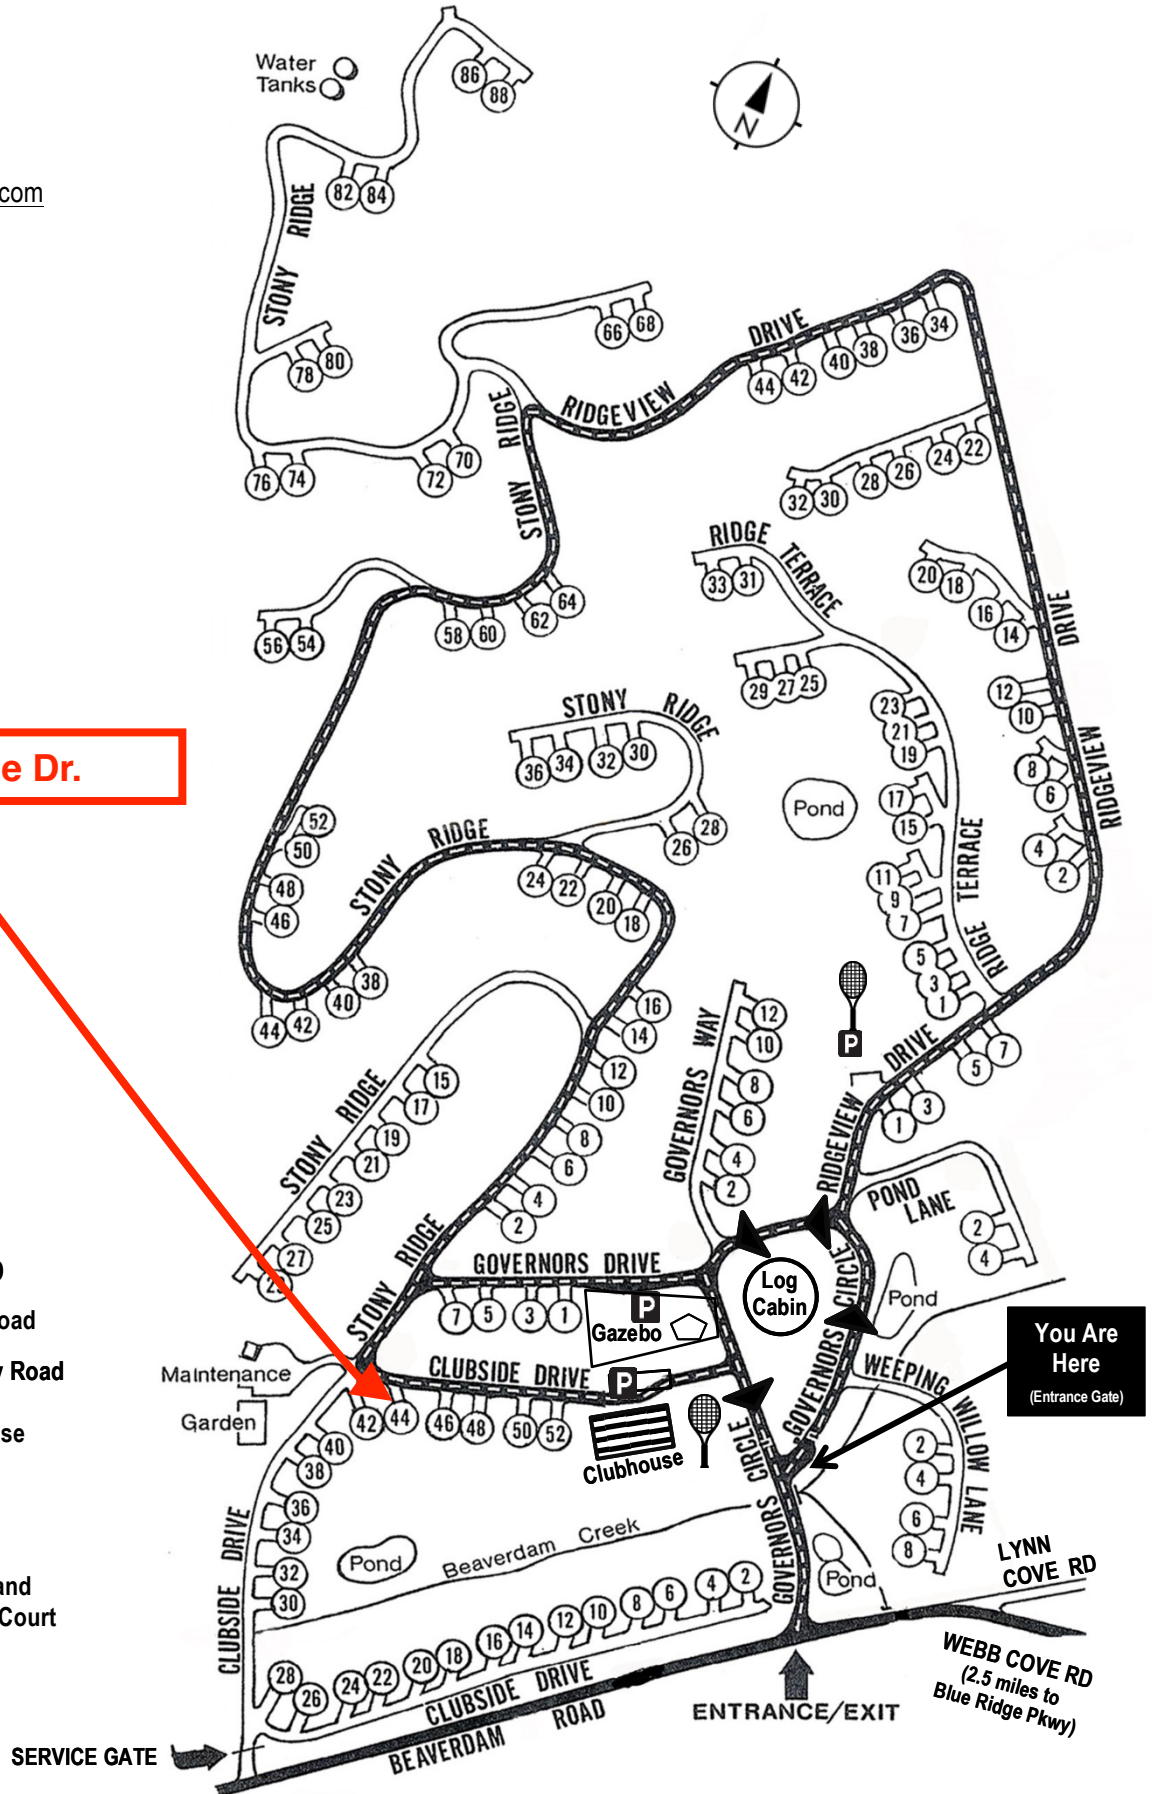 Water
Tanks
86
88
N
82
84
com
STONY RIDGE
78
80
66
68
RIDGEVIEW DRIVE
44
42
40
38
36
34
STONY RIDGE
76
74
72
70
32
30
28
26
24
22
RIDGE TERRACE
33
31
20
18
16
14
DRIVE
56
54
58
60
62
64
29
27
25
12
10
STONY RIDGE
36
34
32
30
28
26
23
21
19
17
15
8
6
RIDGEVIEW
4
2
Pond
e Dr.
52
50
48
46
STONY RIDGE
24
22
20
18
11
9
7
RIDGE TERRACE
5
3
1
44
42
40
38
16
14
12
10
8
6
4
2
GOVERNORS WAY
12
10
8
6
4
2
P
RIDGEVIEW DRIVE
7
5
3
1
STONY RIDGE
15
17
19
21
23
25
27
29
POND
LANE
2
4
STONY RIDGE
GOVERNORS DRIVE
7
5
3
1
P
Gazebo
Log
Cabin
GOVERNORS CIRCLE
Pond
You Are
Here
(Entrance Gate)
oad
y Road
se
Maintenance
Garden
CLUBSIDE DRIVE
42
44
46
48
50
52
P
Clubhouse
GOVERNORS CIRCLE
WEEPING WILLOW LANE
2
4
6
8
40
38
36
34
32
30
CLUBSIDE DRIVE
Pond
Beaverdam Creek
Pond
LYNN
COVE RD
and
Court
28
26
24
22
20
18
16
14
12
10
8
6
4
2
CLUBSIDE DRIVE
BEAVERDAM ROAD
ENTRANCE/EXIT
WEBB COVE RD
(2.5 miles to
Blue Ridge Pkwy)
SERVICE GATE